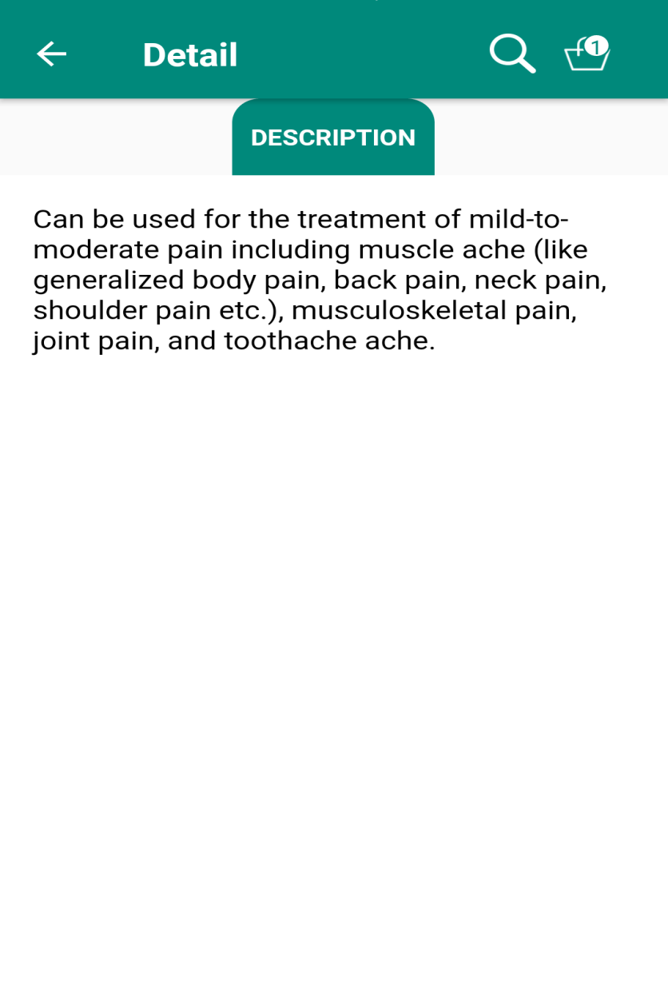 Detail
1
DESCRIPTION
Can be used for the treatment of mild-to-
moderate pain including muscle ache (like
generalized body pain, back pain, neck pain,
shoulder pain etc.), musculoskeletal pain,
joint pain, and toothache ache.